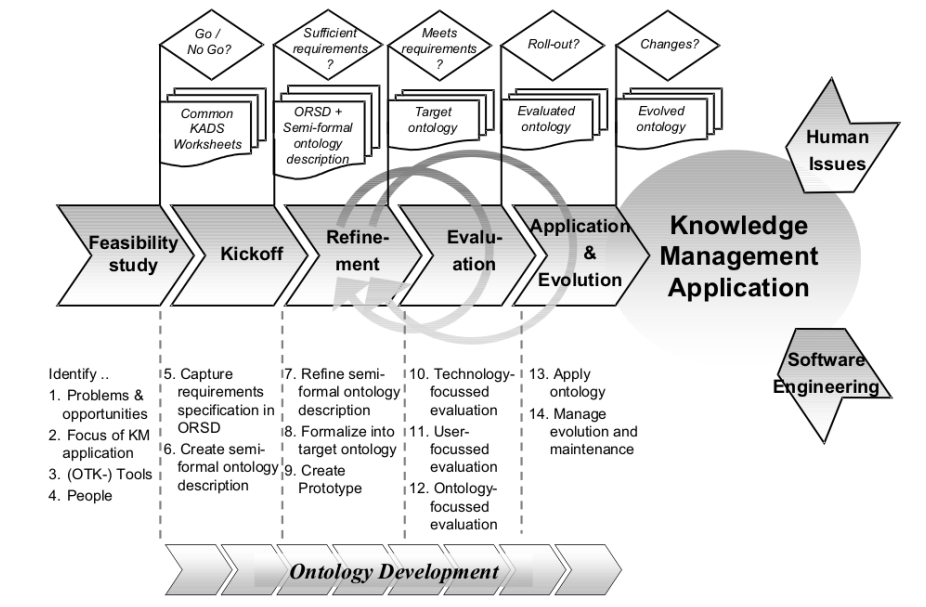 Go /
No Go?
Sufficient
requirements
?
Meets
requirements
?
Roll-out?
Changes?
Common
KADS
Worksheets
ORSD +
Semi-formal
ontology
description
Target
ontology
Evaluated
ontology
Evolved
ontology
Human
Issues
Feasibility
study
Kickoff
Refine-
ment
Evalu-
ation
Application
&
Evolution
Knowledge
Management
Application
Software
Engineering
Identify ..
1. Problems &
opportunities
2. Focus of KM
application
3. (OTK-) Tools
4. People
5. Capture
requirements
specification in
ORSD
6. Create semi-
formal ontology
description
7. Refine semi-
formal ontology
description
8. Formalize into
target ontology
9. Create
Prototype
10. Technology-
focussed
evaluation
11. User-
focussed
evaluation
12. Ontology-
focussed
evaluation
13. Apply
ontology
14. Manage
evolution and
maintenance
Ontology Development